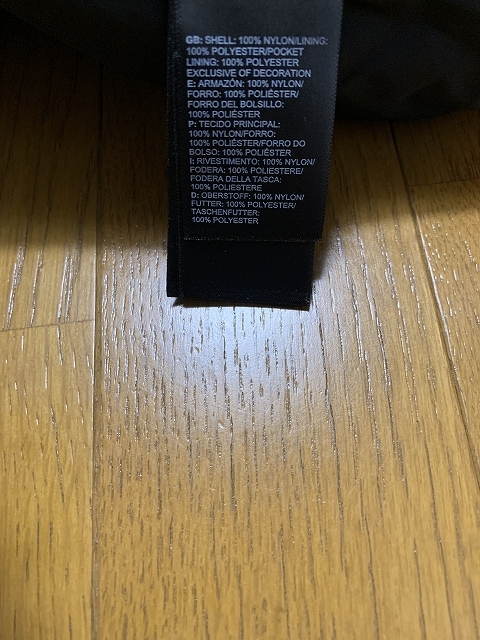 GB: SHELL: 100% NYLON/LINING:
100% POLYESTER/POCKET
LINING: 100% POLYESTER
EXCLUSIVE OF DECORATION
E: ARMAZÓN: 100% NYLON/
FORRO: 100% POLIÉSTER/
FORRO DEL BOLSILLO:
100% POLIÉSTER
P: TECIDO PRINCIPAL:
100% NYLON/FORRO:
100% POLIÉSTER/FORRO DO
BOLSO: 100% POLIÉSTER
I: RIVESTIMENTO: 100% NYLON/
FODERA: 100% POLIESTERE/
FODERA DELLA TASCA:
100% POLIESTERE
D: OBERSTOFF: 100% NYLON/
FUTTER: 100% POLYESTER/
TASCHENFUTTER:
100% POLYESTER